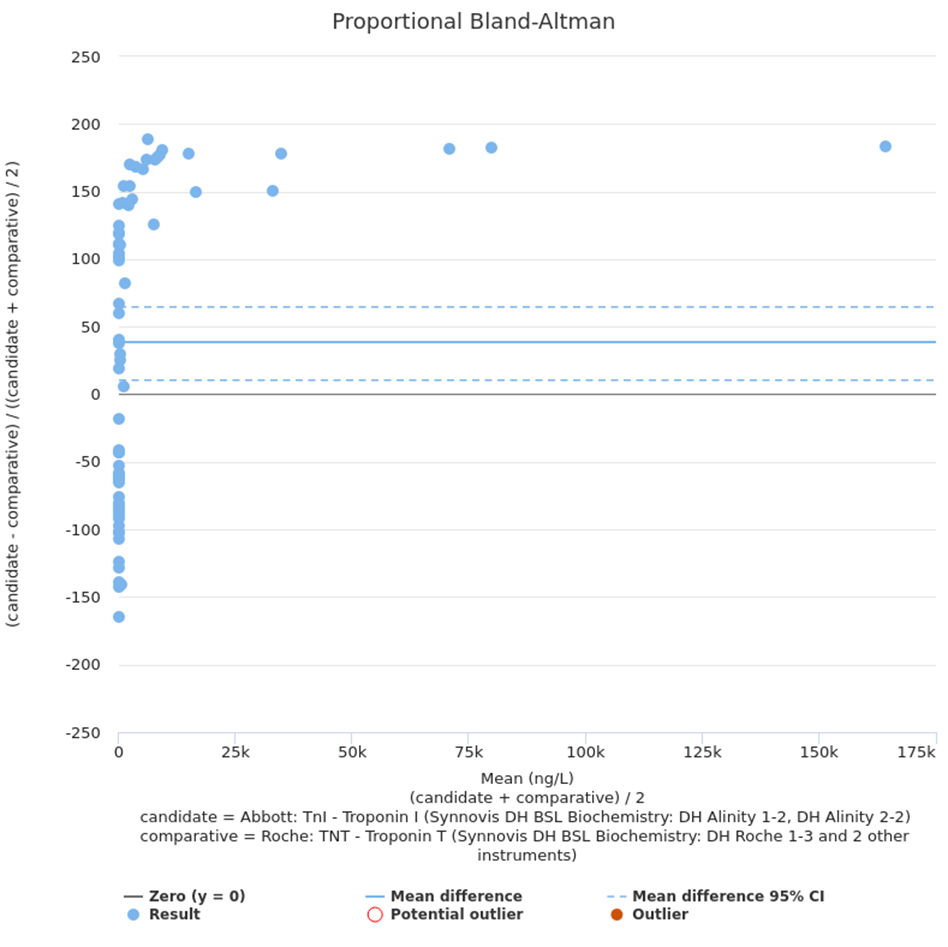 Proportional Bland-Altman
250
200
150
100
50
0
-50
-100
-150
-200
-250
(candidate - comparative) / ((candidate + comparative) / 2)
0 25k 50k 75k 100k 125k 150k 175k
Mean (ng/L)
(candidate + comparative) / 2
candidate = Abbott: TnI - Troponin I (Synnovis DH BSL Biochemistry: DH Alinity 1-2, DH Alinity 2-2)
comparative = Roche: TNT - Troponin T (Synnovis DH BSL Biochemistry: DH Roche 1-3 and 2 other
instruments)
Zero (y = 0) Mean difference Mean difference 95% CI
Result Potential outlier Outlier